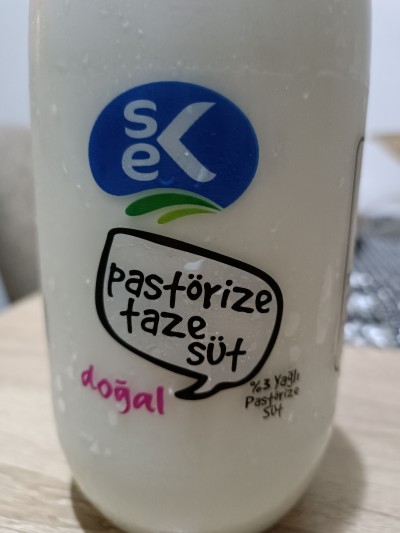 SEK
pastörize
taze
süt
doğal
%3 Yağlı
Pastörize
Süt